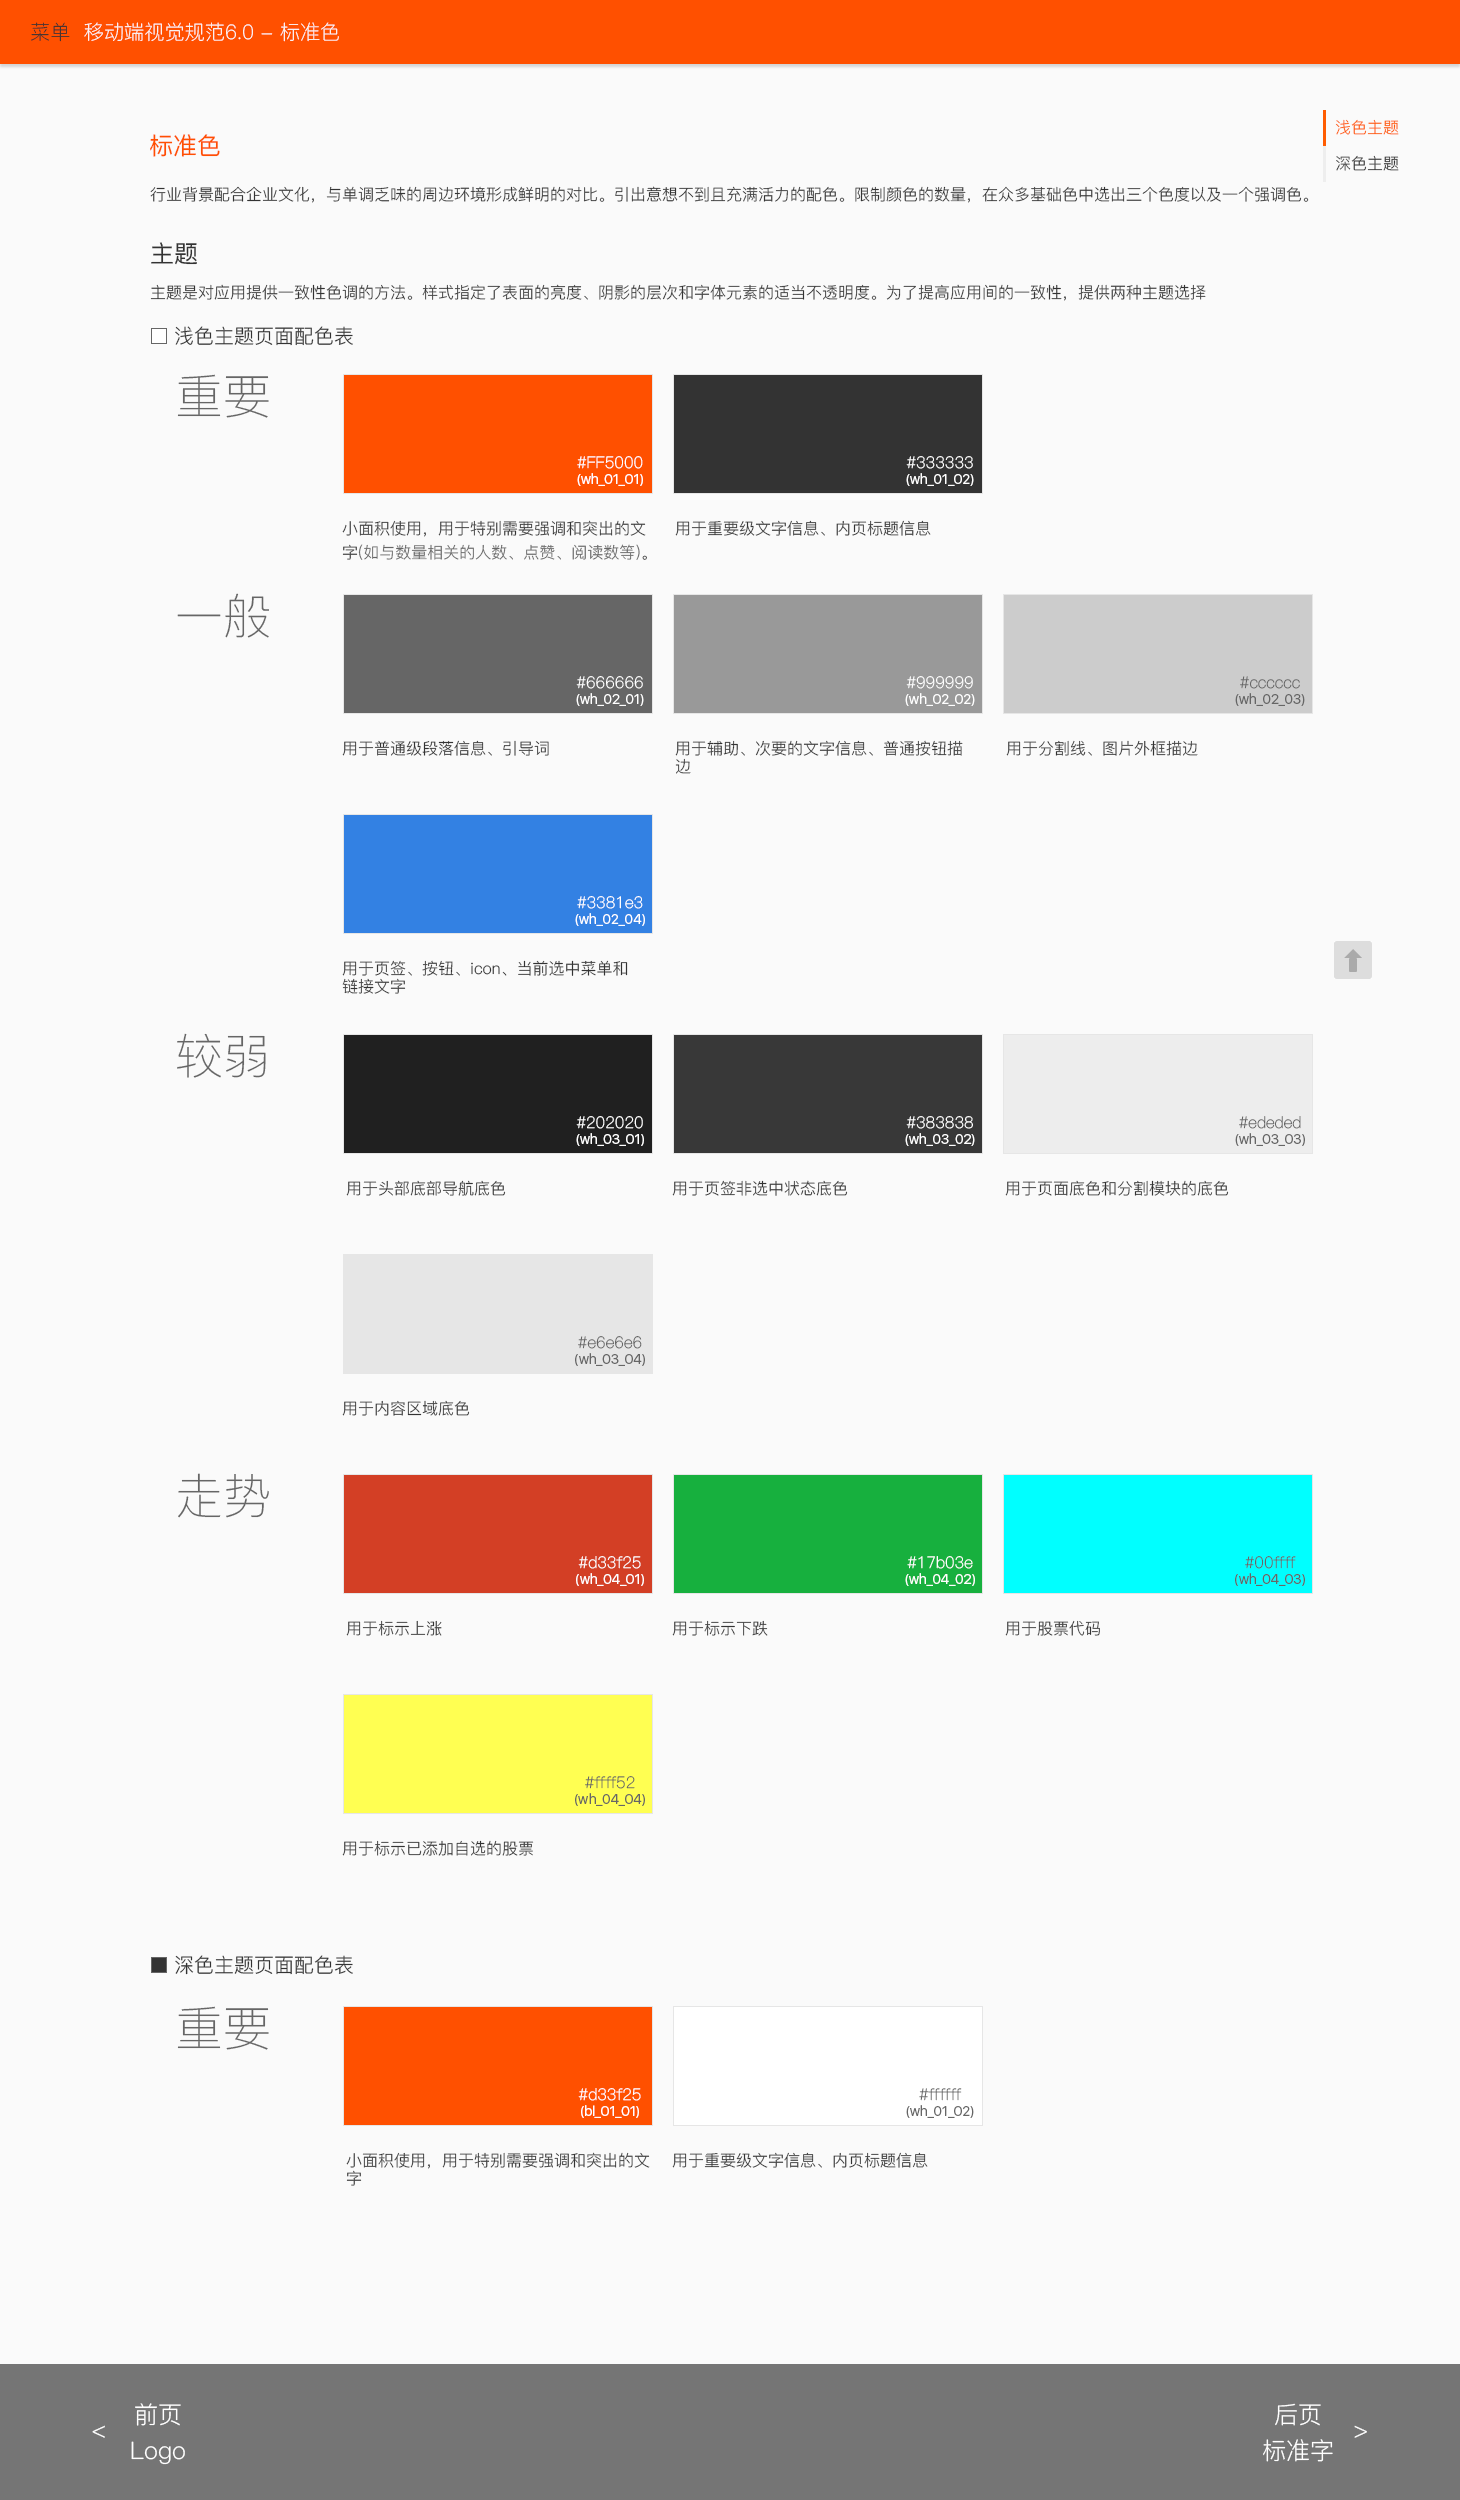 菜单 移动端视觉规范6.0 - 标准色
浅色主题
深色主题
标准色
行业背景配合企业文化，与单调乏味的周边环境形成鲜明的对比。引出意想不到且充满活力的配色。限制颜色的数量，在众多基础色中选出三个色度以及一个强调色。
主题
主题是对应用提供一致性色调的方法。样式指定了表面的亮度、阴影的层次和字体元素的适当不透明度。为了提高应用间的一致性，提供两种主题选择
浅色主题页面配色表
重要
#FF5000
(wh_01_01)
#333333
(wh_01_02)
小面积使用，用于特别需要强调和突出的文
字(如与数量相关的人数、点赞、阅读数等)。
用于重要级文字信息、内页标题信息
一般
#666666
(wh_02_01)
#999999
(wh_02_02)
#cccccc
(wh_02_03)
用于普通级段落信息、引导词
用于辅助、次要的文字信息、普通按钮描
边
用于分割线、图片外框描边
#3381e3
(wh_02_04)
用于页签、按钮、icon、当前选中菜单和
链接文字
较弱
#202020
(wh_03_01)
#383838
(wh_03_02)
#ededed
(wh_03_03)
用于头部底部导航底色
用于页签非选中状态底色
用于页面底色和分割模块的底色
#e6e6e6
(wh_03_04)
用于内容区域底色
走势
#d33f25
(wh_04_01)
#17b03e
(wh_04_02)
#00ffff
(wh_04_03)
用于标示上涨
用于标示下跌
用于股票代码
#ffff52
(wh_04_04)
用于标示已添加自选的股票
深色主题页面配色表
重要
#d33f25
(bl_01_01)
#ffffff
(wh_01_02)
小面积使用，用于特别需要强调和突出的文
字
用于重要级文字信息、内页标题信息
< 前页
Logo
后页 >
标准字